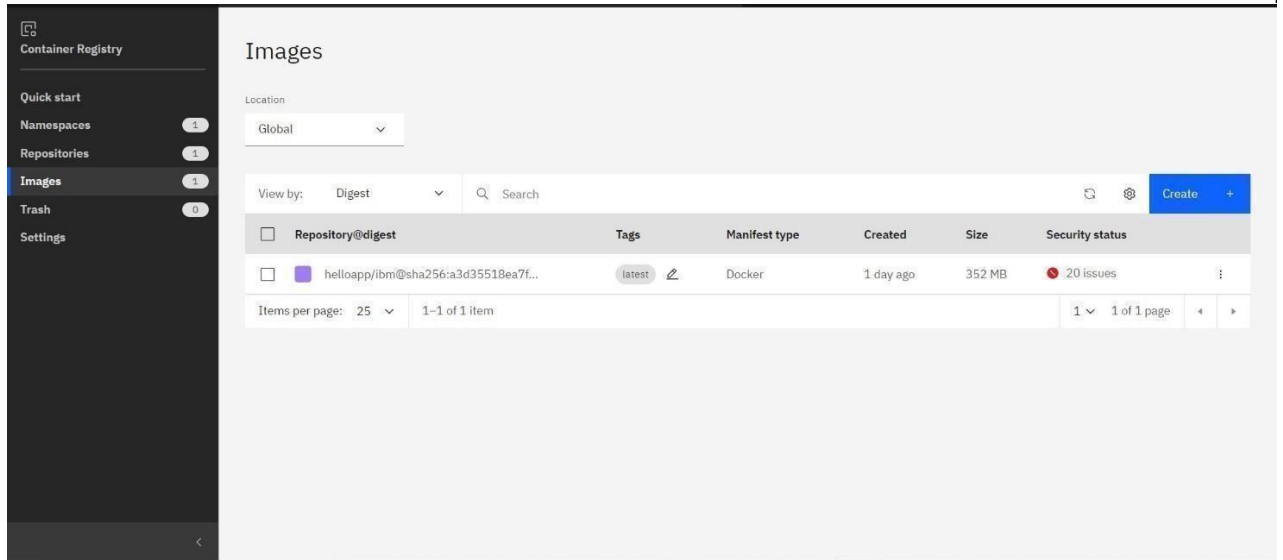 Container Registry
Quick start
Namespaces 1
Repositories 1
Images 1
Trash 0
Settings
Images
Location
Global
View by: Digest Search Create +
Repository@digest Tags Manifest type Created Size Security status
helloapp/ibm@sha256:a3d35518ea7f... latest Docker 1 day ago 352 MB 20 issues
Items per page: 25 1–1 of 1 item 1 1 of 1 page